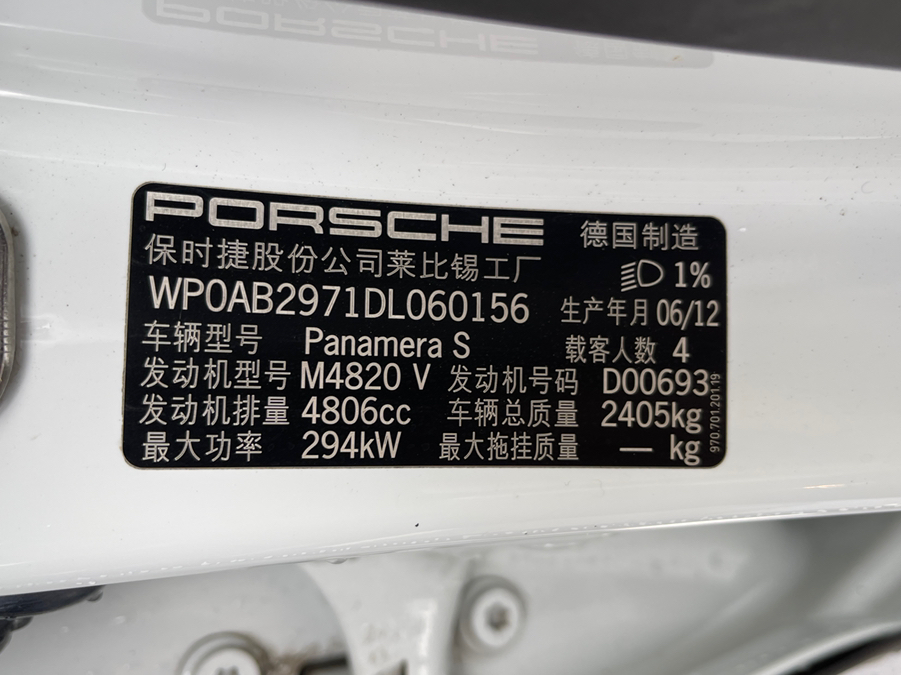 PORSCHE 德国制造
保时捷股份公司莱比锡工厂 1%
WP0AB2971DL060156 生产年月 06/12
车辆型号 Panamera S 载客人数 4
发动机型号 M4820 V 发动机号码 D00693
发动机排量 4806cc 车辆总质量 2405kg
最大功率 294kW 最大拖挂质量 — kg
970.701.201.19